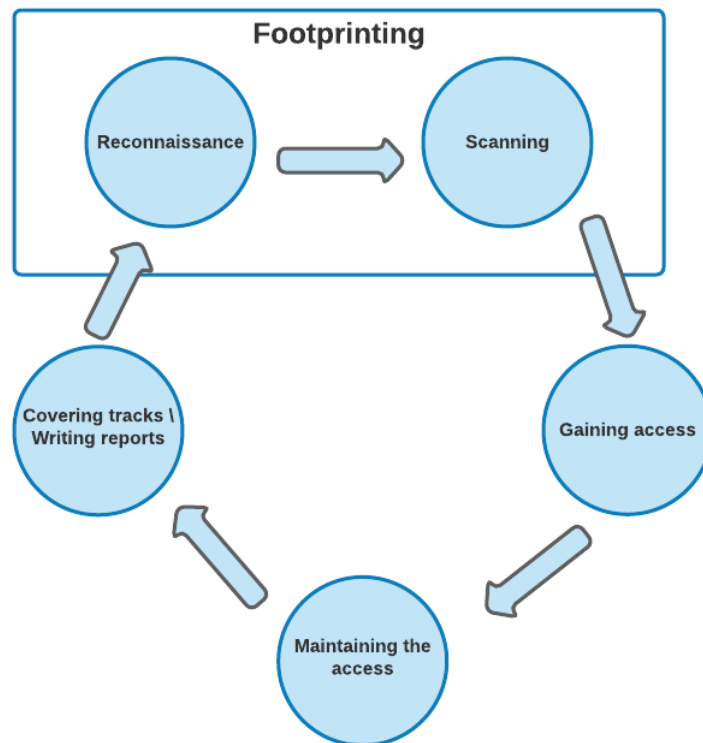 Footprinting
Reconnaissance
Scanning
Gaining access
Maintaining the
access
Covering tracks \
Writing reports